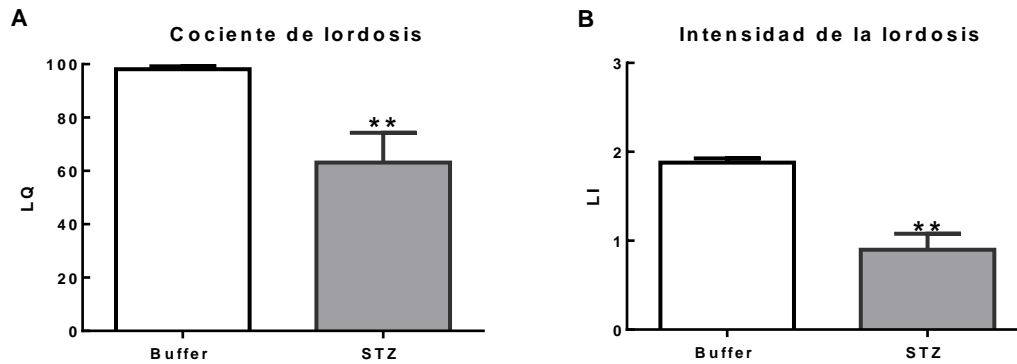 A
Cociente de lordosis
LQ
100
80
60
40
20
0
**
Buffer
STZ
B
Intensidad de la lordosis
LI
3
2
1
0
**
Buffer
STZ